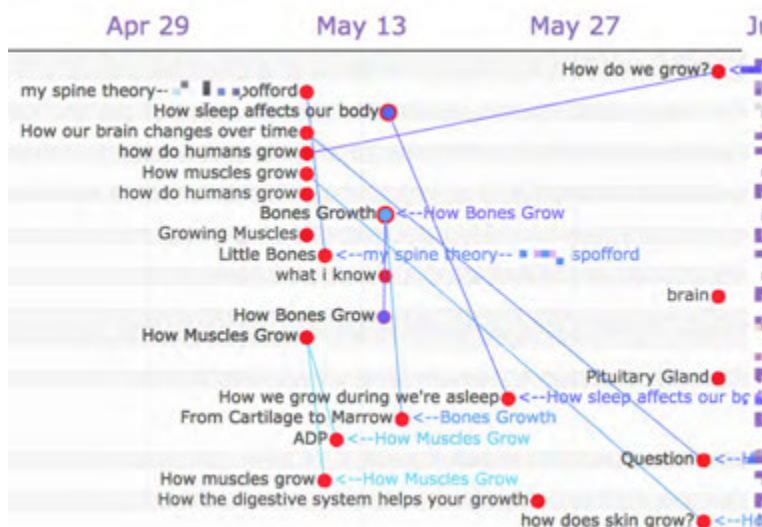 Apr 29 May 13 May 27
How do we grow? <--
my spine theory-- spofford
How sleep affects our body
How our brain changes over time
how do humans grow
How muscles grow
how do humans grow
Bones Growth <--How Bones Grow
Growing Muscles
Little Bones <--my spine theory-- spofford
what i know
brain
How Bones Grow
How Muscles Grow
Pituitary Gland
How we grow during we're asleep <--How sleep affects our
From Cartilage to Marrow <--Bones Growth
ADP <--How Muscles Grow
Question <--
How muscles grow <--How Muscles Grow
How the digestive system helps your growth
how does skin grow? <--